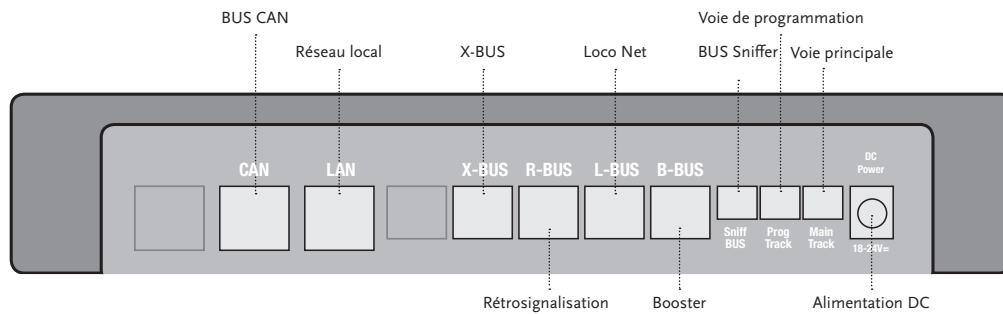 BUS CAN
Voie de programmation
Réseau local
X-BUS
Loco Net
BUS Sniffer
Voie principale
CAN
LAN
X-BUS
R-BUS
L-BUS
B-BUS
DC
Power
Sniff
BUS
Prog
Track
Main
Track
18-24V=
Rétrosignalisation
Booster
Alimentation DC